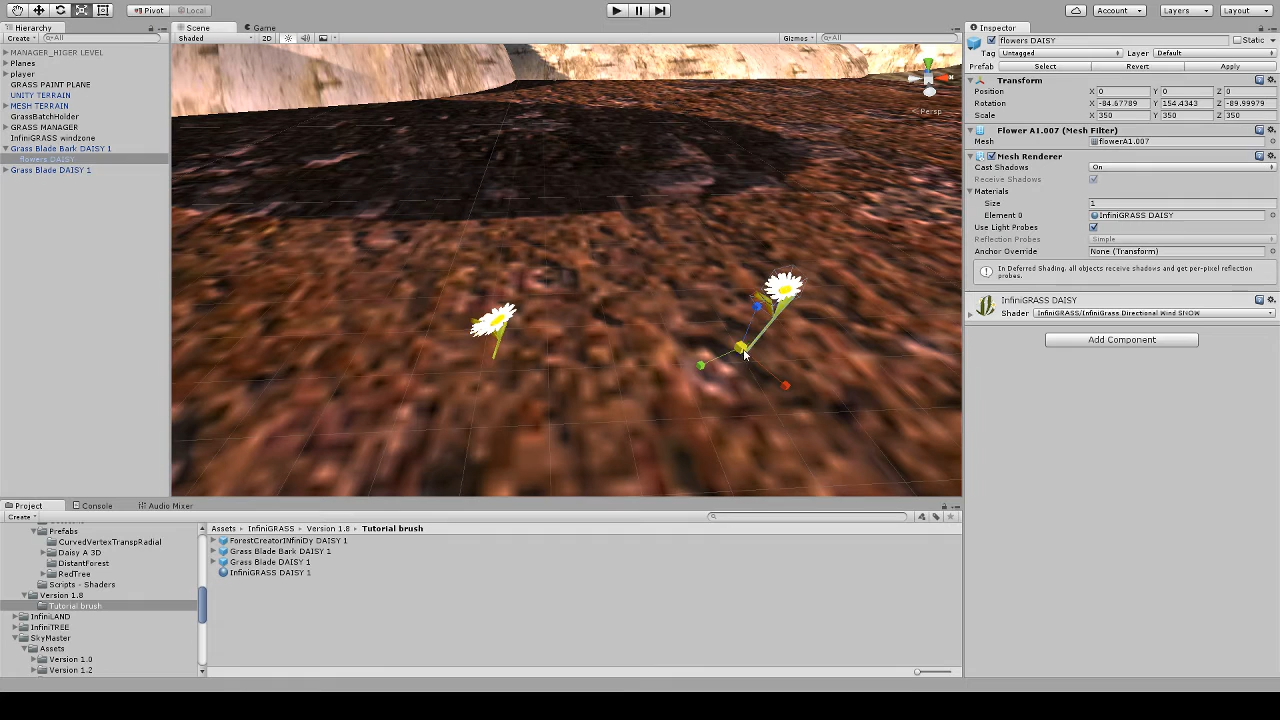 Pivot Local Account Layers Layout
Hierarchy Scene Game Inspector
Create All Shaded 2D Gizmos All
MANAGER_HIGER LEVEL
Planes
player
GRASS PAINT PLANE
UNITY TERRAIN
MESH TERRAIN
GrassBatchHolder
GRASS MANAGER
InfiniGRASS windzone
Grass Blade Bark DAISY 1
flowers DAISY
Grass Blade DAISY 1
Persp
flowers DAISY Static
Tag Untagged Layer Default
Prefab Select Revert Apply
Transform
Position X 0 Y 0 Z 0
Rotation X -84.67789 Y 154.4343 Z -89.99979
Scale X 350 Y 350 Z 350
Flower A1.007 (Mesh Filter)
Mesh flowerA1.007
Mesh Renderer
Cast Shadows On
Receive Shadows
Materials
Size 1
Element 0 InfiniGRASS DAISY
Use Light Probes
Reflection Probes Simple
Anchor Override None (Transform)
In Deferred Shading, all objects receive shadows and get per-pixel reflection
probes.
InfiniGRASS DAISY
Shader InfiniGRASS/InfiniGrass Directional Wind SNOW
Add Component
Project Console Audio Mixer
Create
Prefabs
CurvedVertexTranspRadial
Daisy A 3D
DistantForest
RedTree
Scripts - Shaders
Version 1.8
Tutorial brush
InfiniLAND
InfiniTREE
SkyMaster
Assets
Version 1.0
Version 1.2
Assets InfiniGRASS Version 1.8 Tutorial brush
ForestCreatorINfiniDy DAISY 1
Grass Blade Bark DAISY 1
Grass Blade DAISY 1
InfiniGRASS DAISY 1